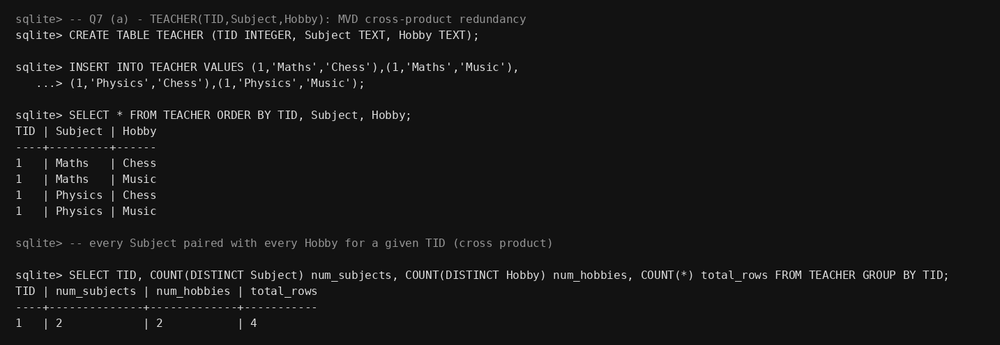 sqlite> -- Q7 (a) - TEACHER(TID,Subject,Hobby): MVD cross-product redundancy
sqlite> CREATE TABLE TEACHER (TID INTEGER, Subject TEXT, Hobby TEXT);
sqlite> INSERT INTO TEACHER VALUES (1,'Maths','Chess'),(1,'Maths','Music'),
   ...> (1,'Physics','Chess'),(1,'Physics','Music');
sqlite> SELECT * FROM TEACHER ORDER BY TID, Subject, Hobby;
TID | Subject | Hobby
----+---------+------
1   | Maths   | Chess
1   | Maths   | Music
1   | Physics | Chess
1   | Physics | Music
sqlite> -- every Subject paired with every Hobby for a given TID (cross product)
sqlite> SELECT TID, COUNT(DISTINCT Subject) num_subjects, COUNT(DISTINCT Hobby) num_hobbies, COUNT(*) total_rows FROM TEACHER GROUP BY TID;
TID | num_subjects | num_hobbies | total_rows
----+--------------+-------------+-----------
1   | 2            | 2           | 4